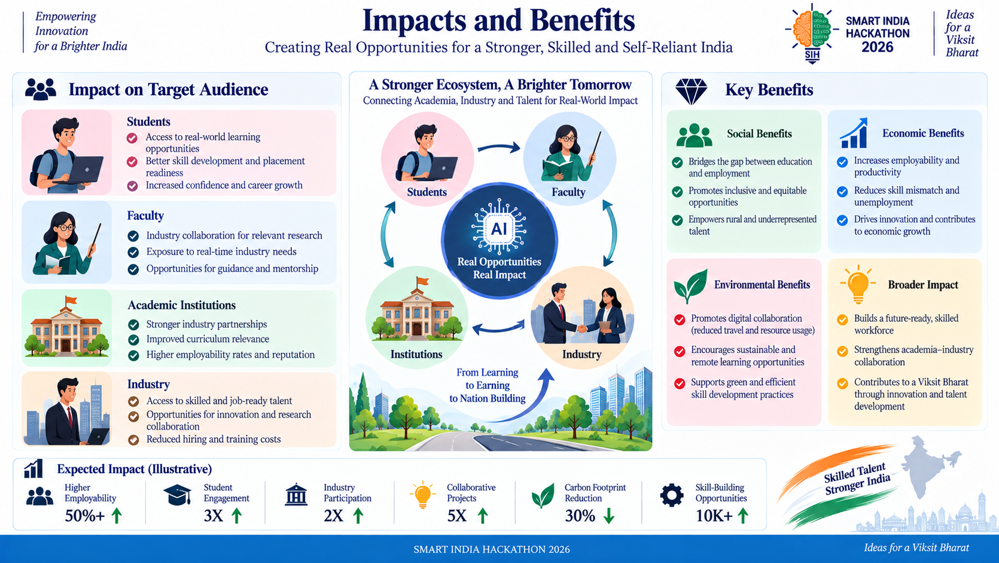 Empowering
Innovation
for a Brighter India
Impacts and Benefits
Creating Real Opportunities for a Stronger, Skilled and Self-Reliant India
SIH
SMART INDIA
HACKATHON
2026
Ideas
for a
Viksit
Bharat
Impact on Target Audience
Students
Access to real-world learning
opportunities
Better skill development and placement
readiness
Increased confidence and career growth
Faculty
Industry collaboration for relevant research
Exposure to real-time industry needs
Opportunities for guidance and mentorship
Academic Institutions
Stronger industry partnerships
Improved curriculum relevance
Higher employability rates and reputation
Industry
Access to skilled and job-ready talent
Opportunities for innovation and research
collaboration
Reduced hiring and training costs
A Stronger Ecosystem, A Brighter Tomorrow
Connecting Academia, Industry and Talent for Real-World Impact
Students
Faculty
AI
Real Opportunities
Real Impact
Institutions
Industry
From Learning
to Earning
to Nation Building
Key Benefits
Social Benefits
Bridges the gap between education
and employment
Promotes inclusive and equitable
opportunities
Empowers rural and underrepresented
talent
Economic Benefits
Increases employability and
productivity
Reduces skill mismatch and
unemployment
Drives innovation and contributes
to economic growth
Environmental Benefits
Promotes digital collaboration
(reduced travel and resource usage)
Encourages sustainable and
remote learning opportunities
Supports green and efficient
skill development practices
Broader Impact
Builds a future-ready, skilled
workforce
Strengthens academia–industry
collaboration
Contributes to a Viksit Bharat
through innovation and talent
development
Expected Impact (Illustrative)
Higher
Employability
50%+
Student
Engagement
3X
Industry
Participation
2X
Collaborative
Projects
5X
Carbon Footprint
Reduction
30%
Skill-Building
Opportunities
10K+
Skilled Talent
Stronger India
SMART INDIA HACKATHON 2026
Ideas for a Viksit Bharat